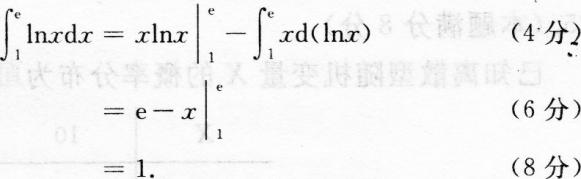 ∫₁ᵉ lnxdx = xlnx |₁ᵉ − ∫₁ᵉ xd(lnx) (4分)
= e − x |₁ᵉ (6分)
= 1. (8分)